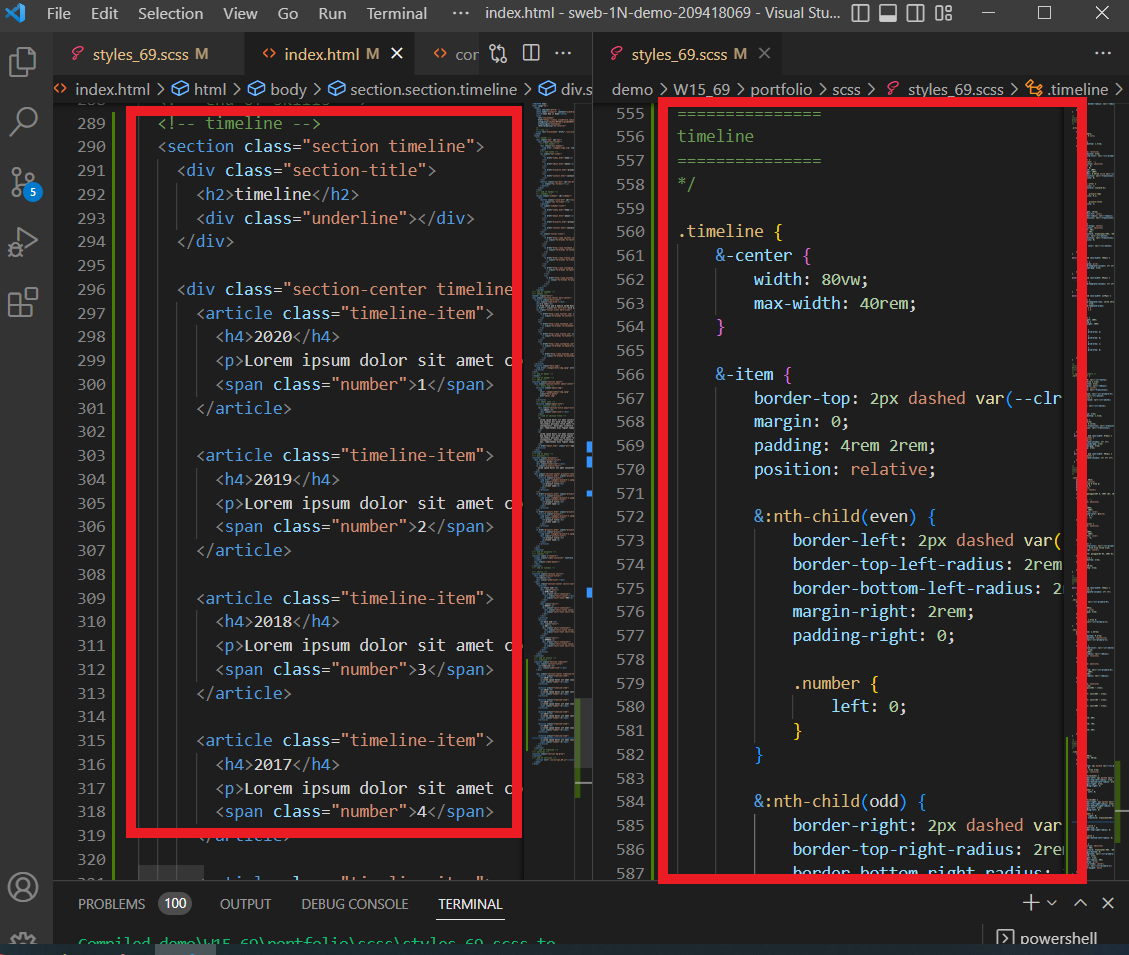 File Edit Selection View Go Run Terminal ··· index.html - sweb-1N-demo-209418069 - Visual Stu...
styles_69.scss M
index.html M
cor
styles_69.scss M
index.html > html > body > section.section.timeline > div.s
demo > W15_69 > portfolio > scss > styles_69.scss > .timeline >
289 <!-- timeline -->
290 <section class="section timeline">
291 <div class="section-title">
292 <h2>timeline</h2>
293 <div class="underline"></div>
294 </div>
295
296 <div class="section-center timeline
297 <article class="timeline-item">
298 <h4>2020</h4>
299 <p>Lorem ipsum dolor sit amet c
300 <span class="number">1</span>
301 </article>
302
303 <article class="timeline-item">
304 <h4>2019</h4>
305 <p>Lorem ipsum dolor sit amet c
306 <span class="number">2</span>
307 </article>
308
309 <article class="timeline-item">
310 <h4>2018</h4>
311 <p>Lorem ipsum dolor sit amet c
312 <span class="number">3</span>
313 </article>
314
315 <article class="timeline-item">
316 <h4>2017</h4>
317 <p>Lorem ipsum dolor sit amet c
318 <span class="number">4</span>
319 </article>
320
555 ===============
556 timeline
557 ===============
558 */
559
560 .timeline {
561 &-center {
562 width: 80vw;
563 max-width: 40rem;
564 }
565
566 &-item {
567 border-top: 2px dashed var(--clr
568 margin: 0;
569 padding: 4rem 2rem;
570 position: relative;
571
572 &:nth-child(even) {
573 border-left: 2px dashed var(
574 border-top-left-radius: 2rem
575 border-bottom-left-radius: 2
576 margin-right: 2rem;
577 padding-right: 0;
578
579 .number {
580 left: 0;
581 }
582 }
583
584 &:nth-child(odd) {
585 border-right: 2px dashed var
586 border-top-right-radius: 2re
587 border-bottom-right-radius:
5
PROBLEMS 100 OUTPUT DEBUG CONSOLE TERMINAL
Compiled demo\W15_69\portfolio\scss\styles_69.scss to
powershell